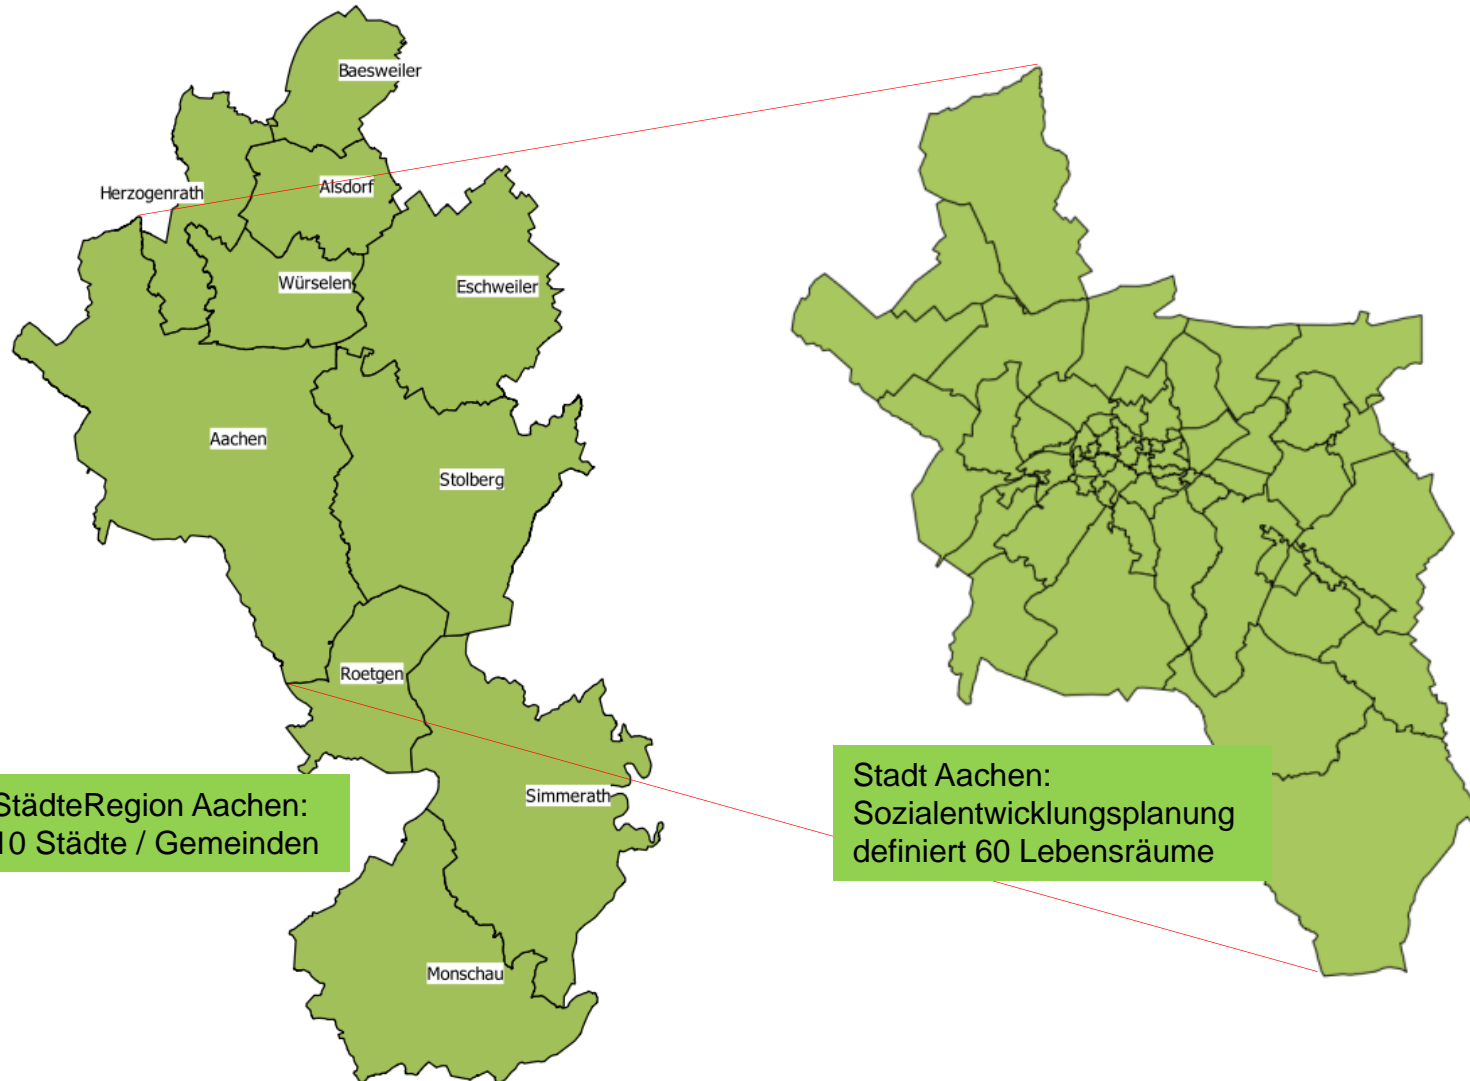 Baesweiler
Herzogenrath
Alsdorf
Würselen
Eschweiler
Aachen
Stolberg
Roetgen
Simmerath
Monschau
StädteRegion Aachen:
10 Städte / Gemeinden
Stadt Aachen:
Sozialentwicklungsplanung
definiert 60 Lebensräume